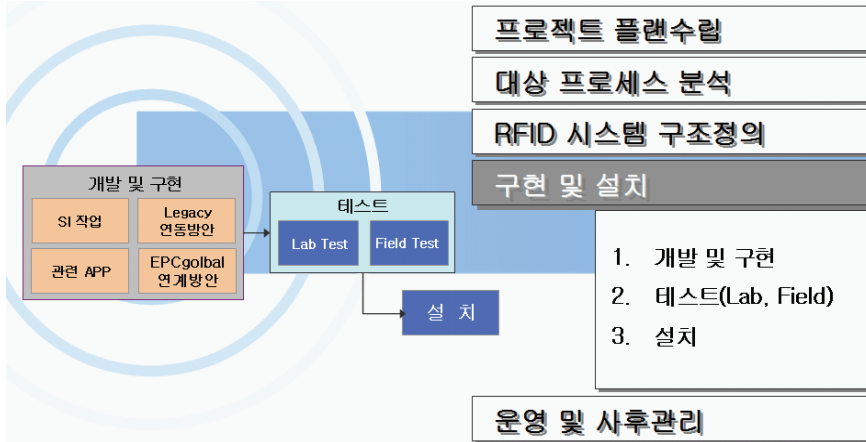 프로젝트 플랜수립
대상 프로세스 분석
RFID 시스템 구조정의
구현 및 설치
1. 개발 및 구현
2. 테스트(Lab, Field)
3. 설치
운영 및 사후관리
개발 및 구현
SI 작업
Legacy
연동방안
관련 APP
EPCgolbal
연계방안
테스트
Lab Test
Field Test
설 치